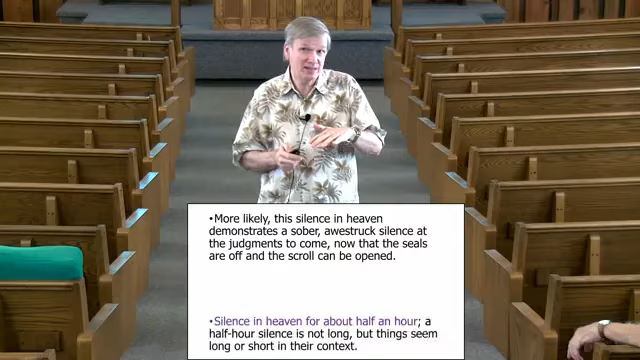 •More likely, this silence in heaven
demonstrates a sober, awestruck silence at
the judgments to come, now that the seals
are off and the scroll can be opened.
•Silence in heaven for about half an hour; a
half-hour silence is not long, but things seem
long or short in their context.